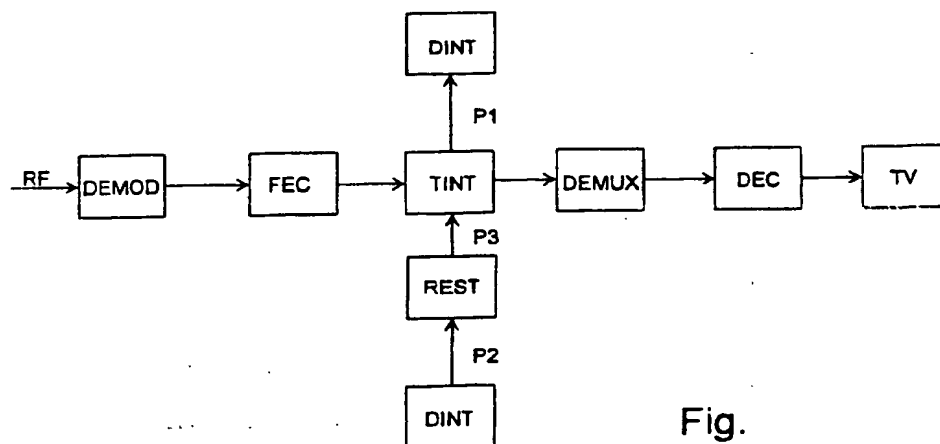 DINT
P1
RF
DEMOD
FEC
TINT
DEMUX
DEC
TV
P3
REST
P2
DINT
Fig.